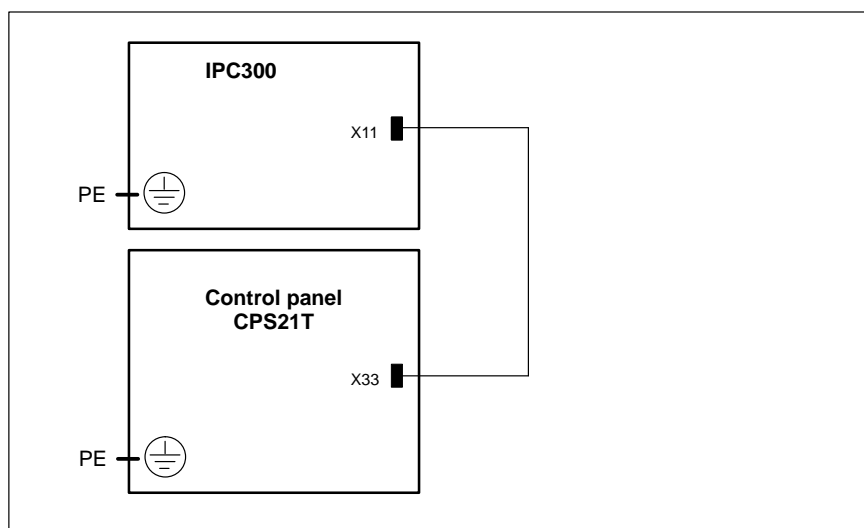 IPC300
X11
PE
Control panel
CPS21T
X33
PE